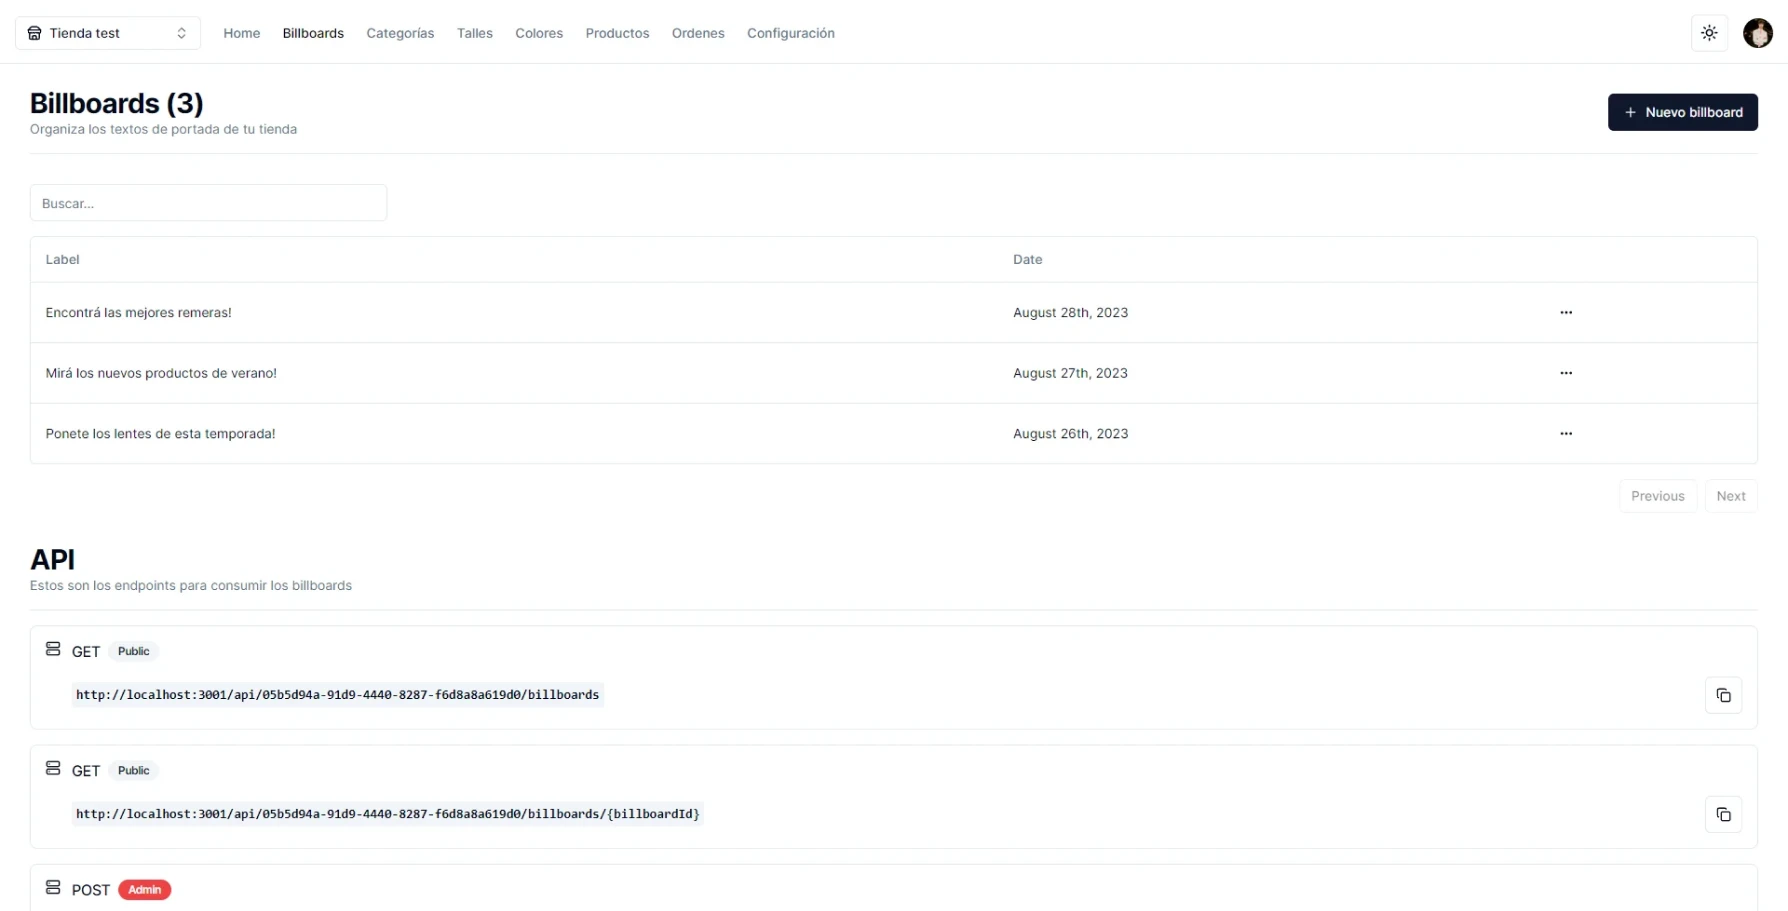 Tienda test
Home Billboards Categorías Talles Colores Productos Ordenes Configuración
Billboards (3)
Organiza los textos de portada de tu tienda
+ Nuevo billboard
Buscar...
Label Date
Encontrá las mejores remeras! August 28th, 2023
Mirá los nuevos productos de verano! August 27th, 2023
Ponete los lentes de esta temporada! August 26th, 2023
Previous Next
API
Estos son los endpoints para consumir los billboards
GET Public
http://localhost:3001/api/05b5d94a-91d9-4440-8287-f6d8a8a619d0/billboards
GET Public
http://localhost:3001/api/05b5d94a-91d9-4440-8287-f6d8a8a619d0/billboards/{billboardId}
POST Admin